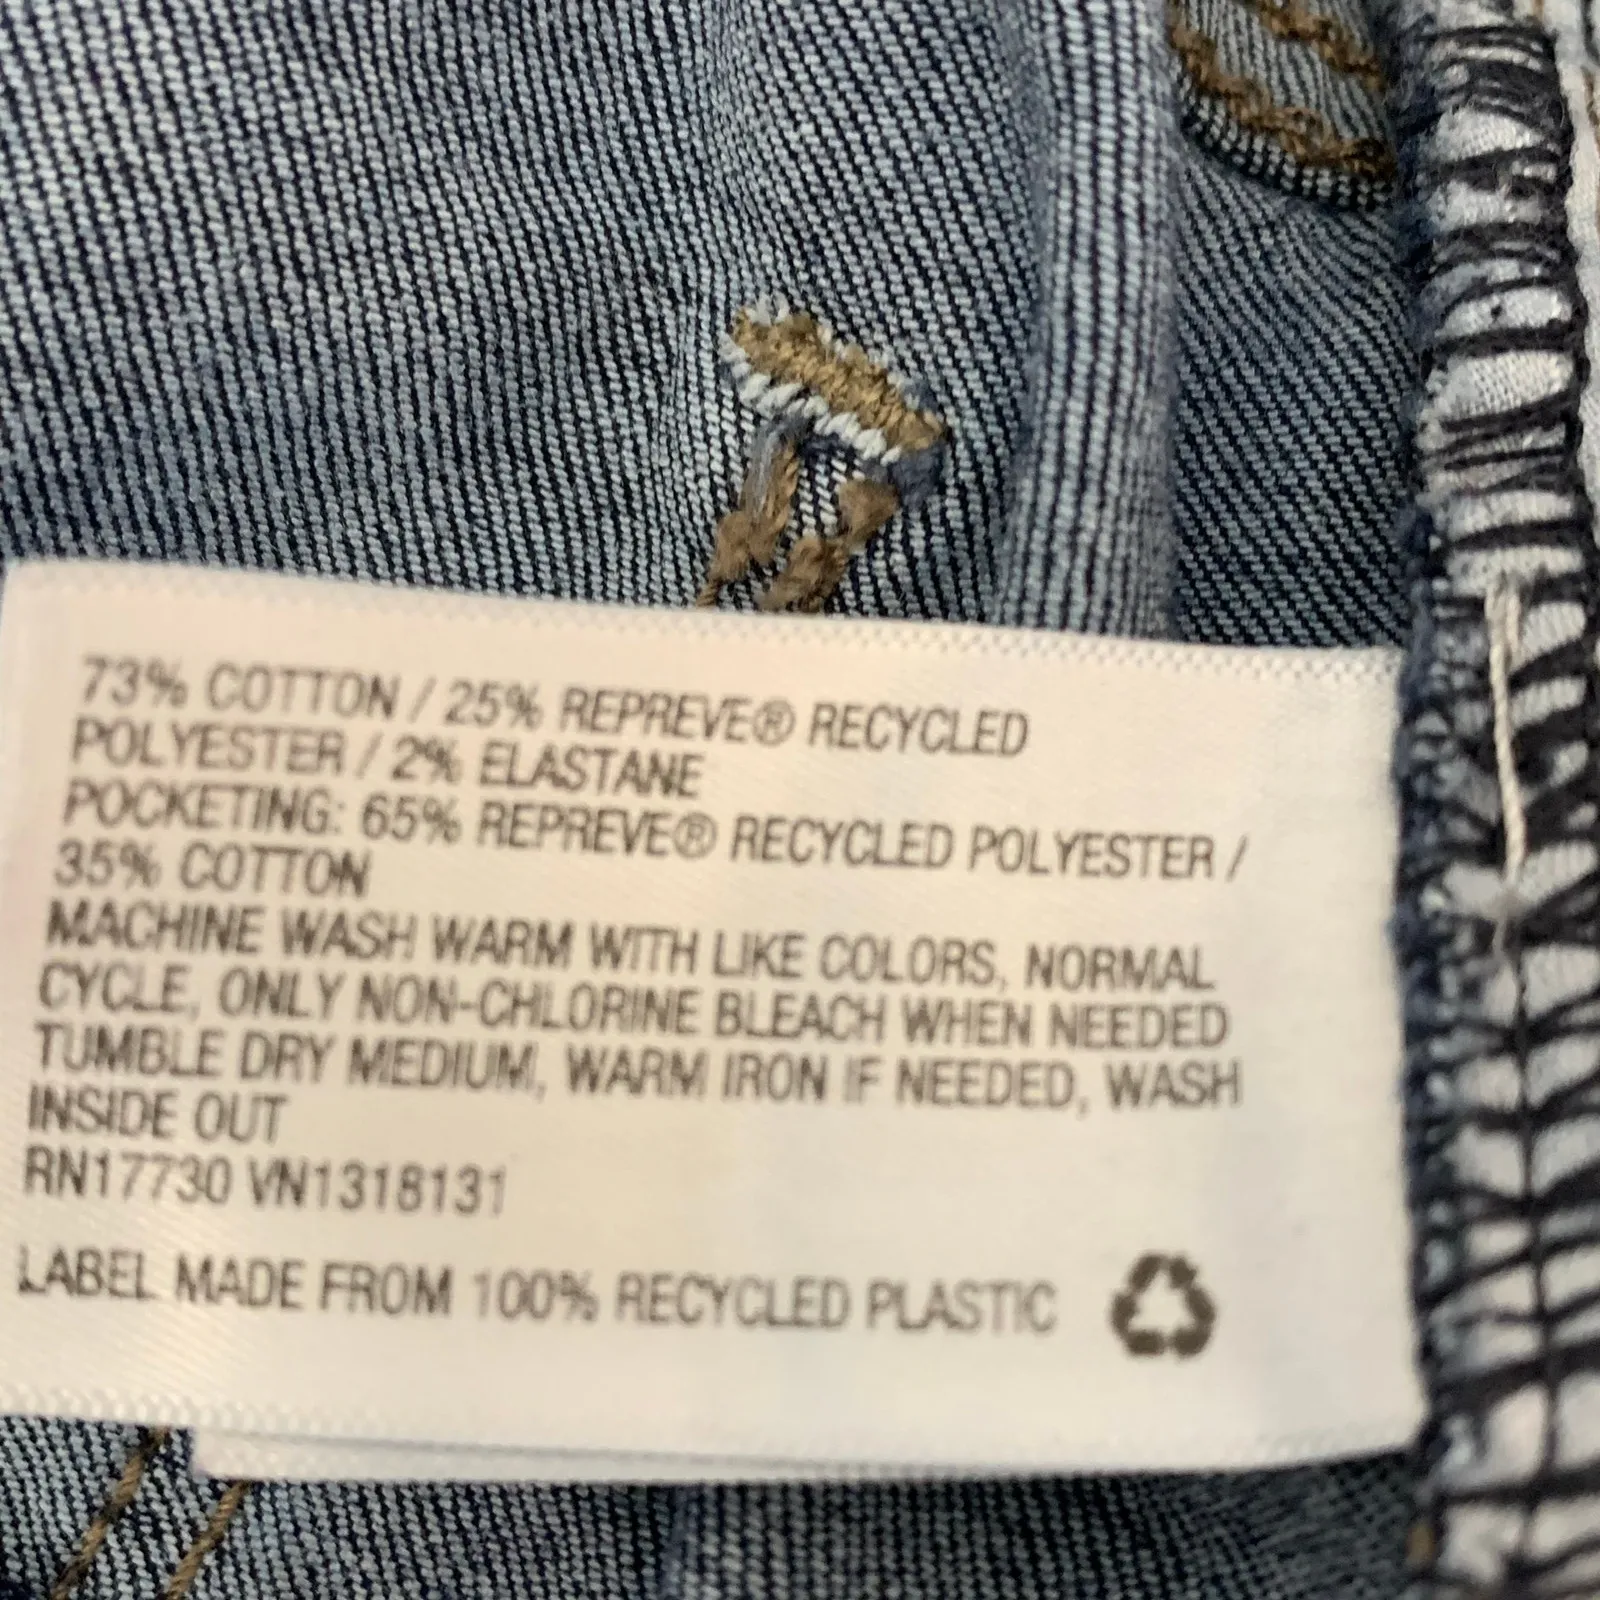 73% COTTON / 25% REPREVE® RECYCLED
POLYESTER / 2% ELASTANE
POCKETING: 65% REPREVE® RECYCLED POLYESTER /
35% COTTON
MACHINE WASH WARM WITH LIKE COLORS, NORMAL
CYCLE, ONLY NON-CHLORINE BLEACH WHEN NEEDED
TUMBLE DRY MEDIUM, WARM IRON IF NEEDED, WASH
INSIDE OUT
RN17730 VN1318131
LABEL MADE FROM 100% RECYCLED PLASTIC